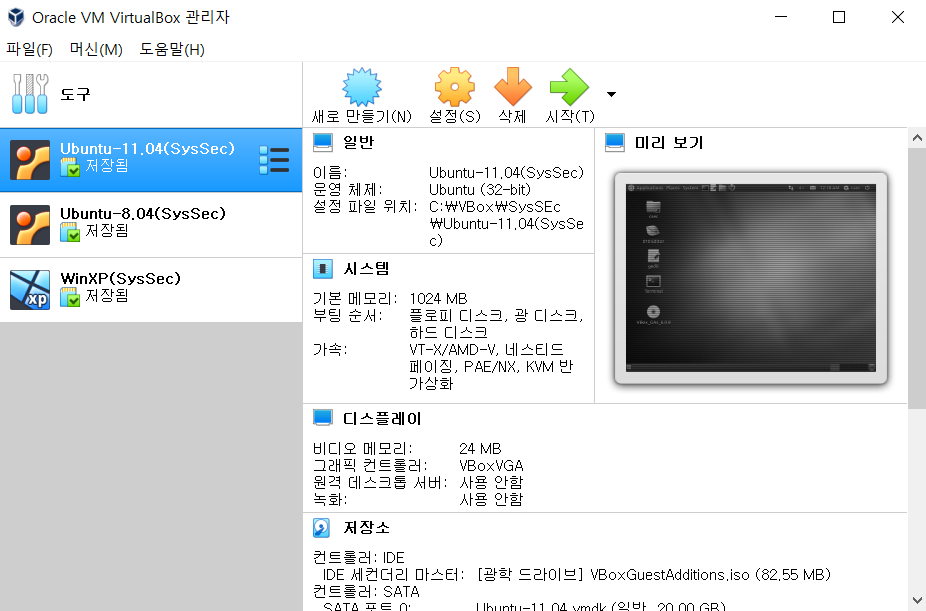 Oracle VM VirtualBox 관리자
파일(F) 머신(M) 도움말(H)
도구
새로 만들기(N) 설정(S) 삭제 시작(T)
Ubuntu-11.04(SysSec)
저장됨
Ubuntu-8.04(SysSec)
저장됨
WinXP(SysSec)
저장됨
xp
일반
이름: Ubuntu-11.04(SysSec)
운영 체제: Ubuntu (32-bit)
설정 파일 위치: C:₩VBox₩SysSEc
₩Ubuntu-11.04(SysSe
c)
미리 보기
Applications Places System
시스템
기본 메모리: 1024 MB
부팅 순서: 플로피 디스크, 광 디스크,
하드 디스크
가속: VT-X/AMD-V, 네스티드
페이징, PAE/NX, KVM 반
가상화
디스플레이
비디오 메모리: 24 MB
그래픽 컨트롤러: VBoxVGA
원격 데스크톱 서버: 사용 안함
녹화: 사용 안함
저장소
컨트롤러: IDE
IDE 세컨더리 마스터: [광학 드라이브] VBoxGuestAdditions.iso (82.55 MB)
컨트롤러: SATA
SATA 포트 0: Ubuntu-11.04.vmdk (일반, 20.00 GB)